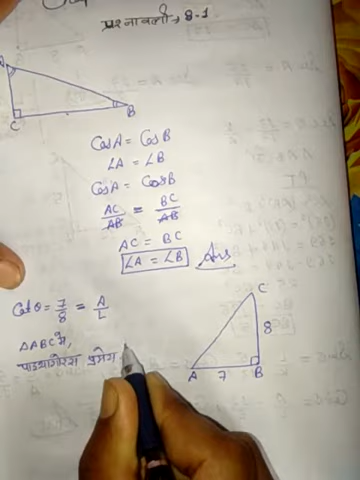 प्रश्नावली → 8.1
A
C
B
CosA = CosB
∠A = ∠B
CosA = CosB
AC/AB = BC/AB
AC = BC
∠A = ∠B Ans
Cotθ = 7/8 = A/L
△ABC में,
पाइथागोरस प्रमेय
C
8
A 7 B